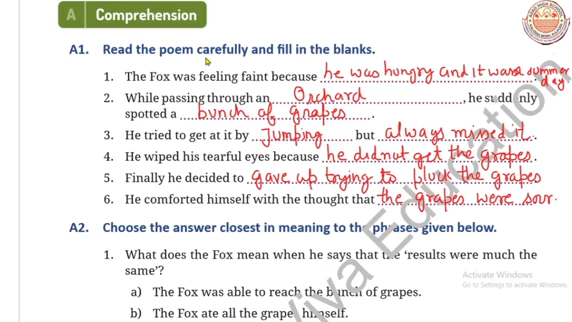 A Comprehension
A1. Read the poem carefully and fill in the blanks.
1. The Fox was feeling faint because he was hungry and it was a summer day
2. While passing through an Orchard, he suddenly
spotted a bunch of grapes.
3. He tried to get at it by Jumping but always missed it.
4. He wiped his tearful eyes because he did not get the grapes.
5. Finally he decided to gave up trying to pluck the grapes
6. He comforted himself with the thought that the grapes were sour.
A2. Choose the answer closest in meaning to the phrases given below.
1. What does the Fox mean when he says that the ‘results were much the
same’?
a) The Fox was able to reach the bunch of grapes.
b) The Fox ate all the grapes himself.
Viva Education
Activate Windows
Go to Settings to activate Windows.